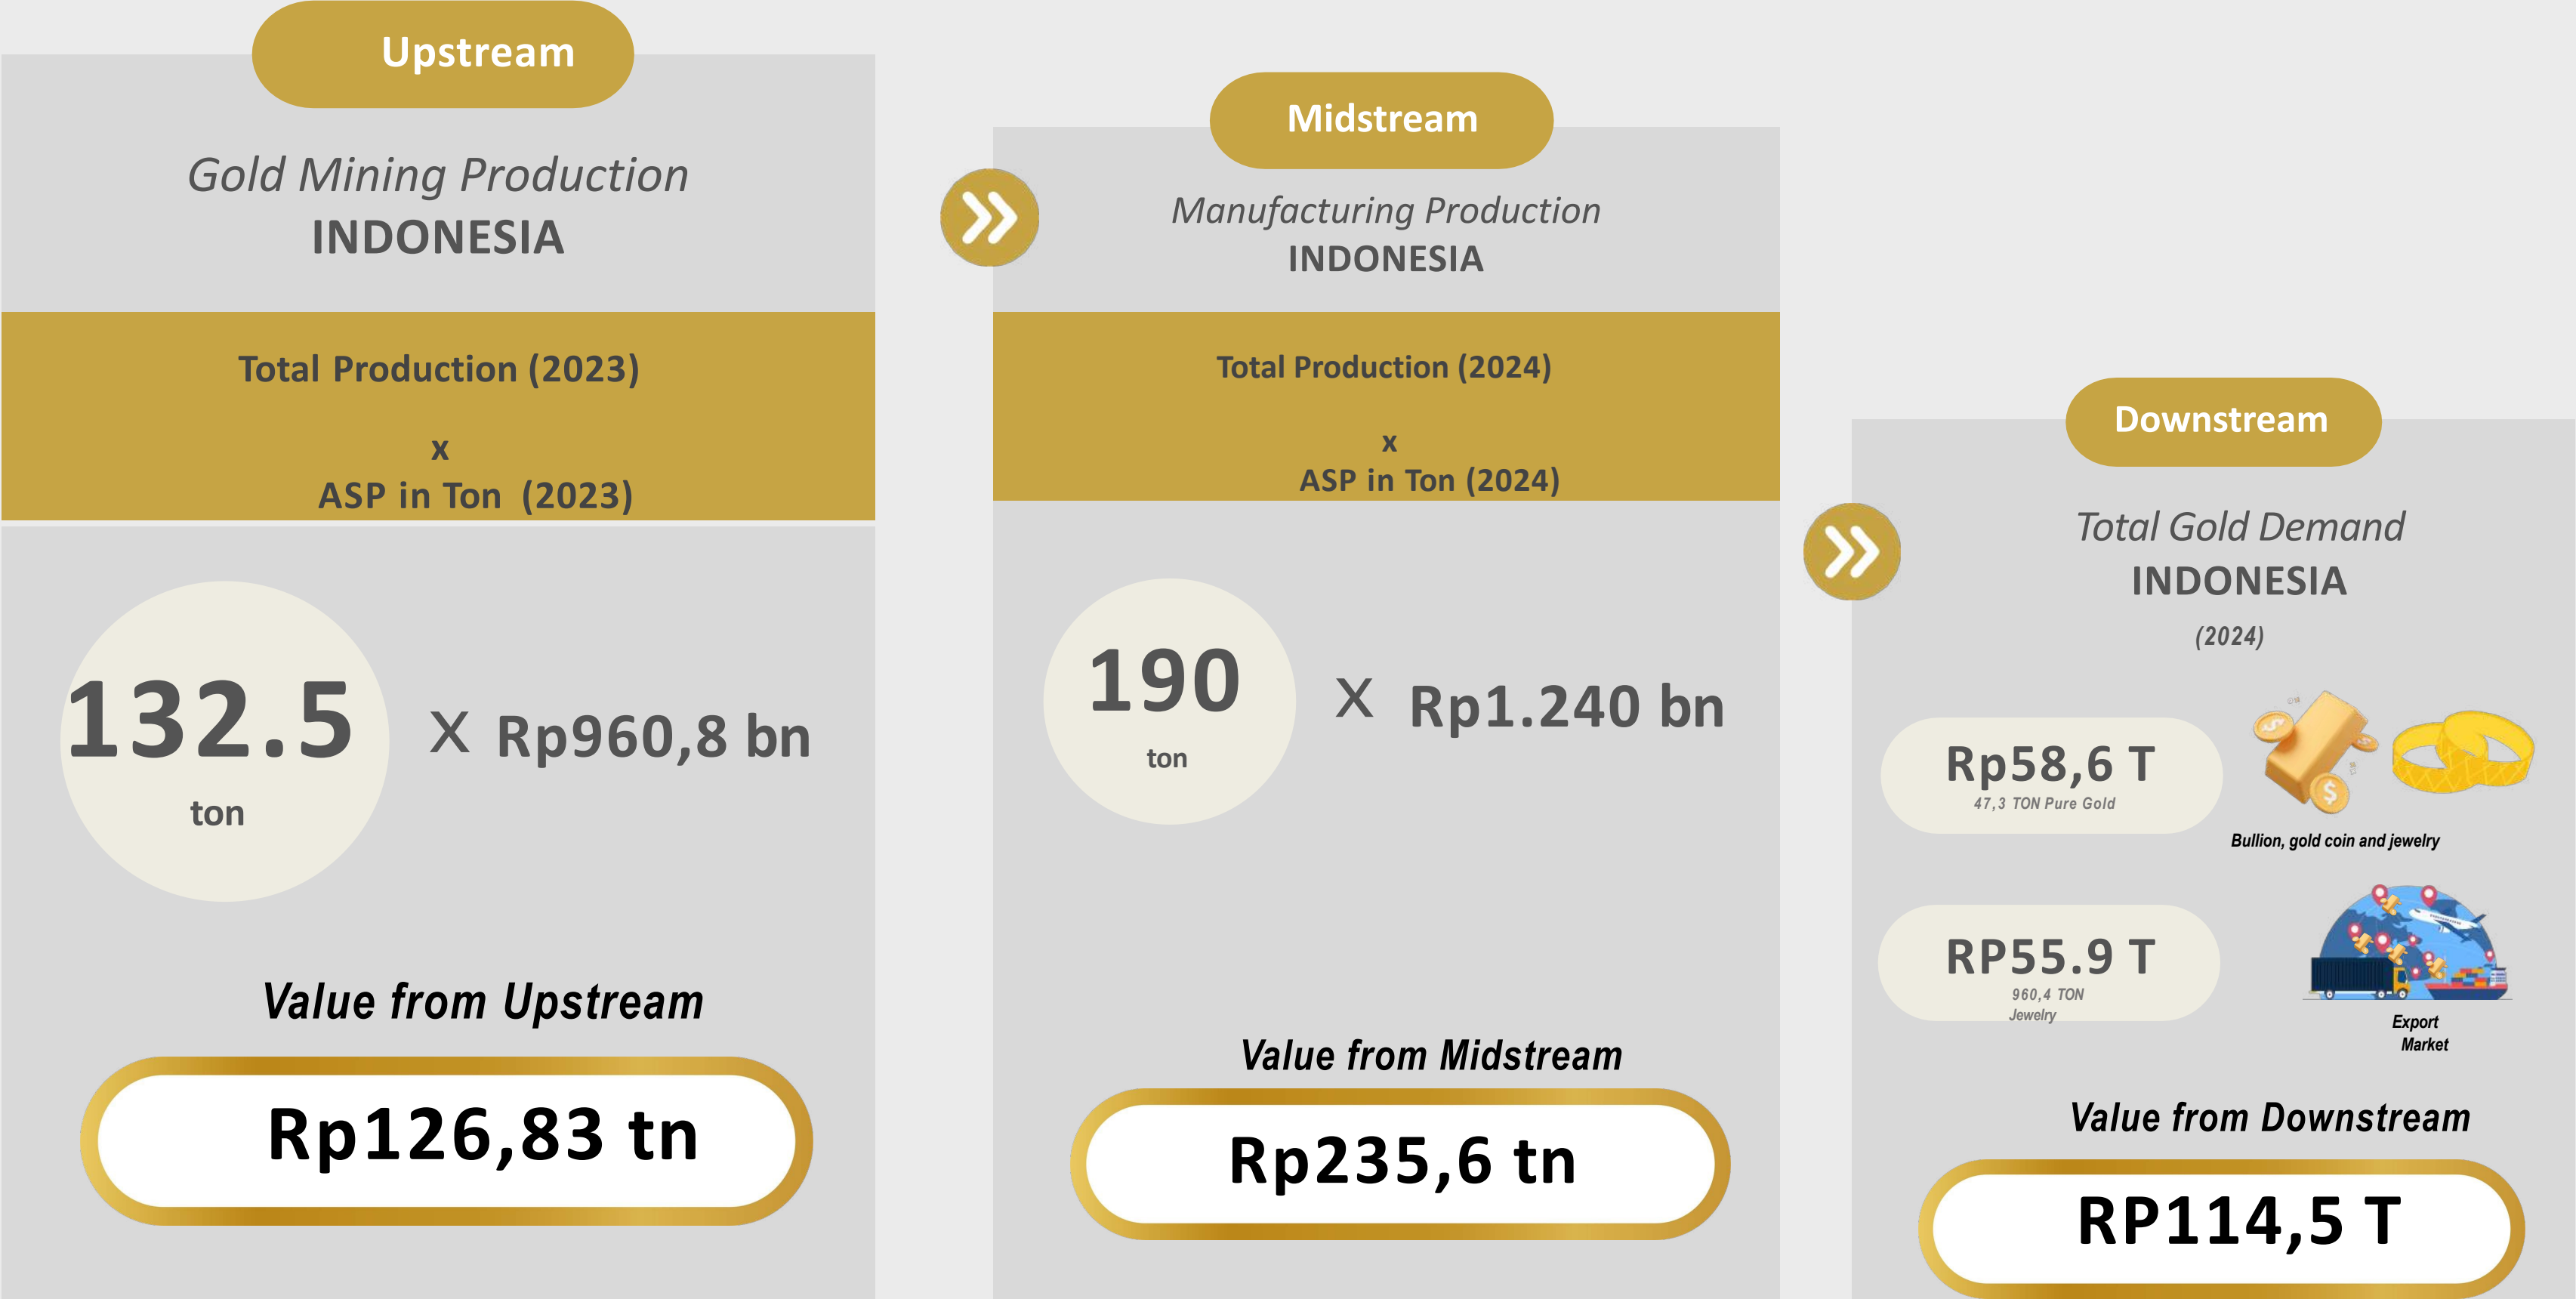 Upstream
Gold Mining Production
INDONESIA
Total Production (2023)
x
ASP in Ton (2023)
132.5
ton
X Rp960,8 bn
Value from Upstream
Rp126,83 tn
Midstream
Manufacturing Production
INDONESIA
Total Production (2024)
x
ASP in Ton (2024)
190
ton
X Rp1.240 bn
Value from Midstream
Rp235,6 tn
Downstream
Total Gold Demand
INDONESIA
(2024)
Rp58,6 T
47,3 TON Pure Gold
Bullion, gold coin and jewelry
RP55.9 T
960,4 TON
Jewelry
Export
Market
Value from Downstream
RP114,5 T